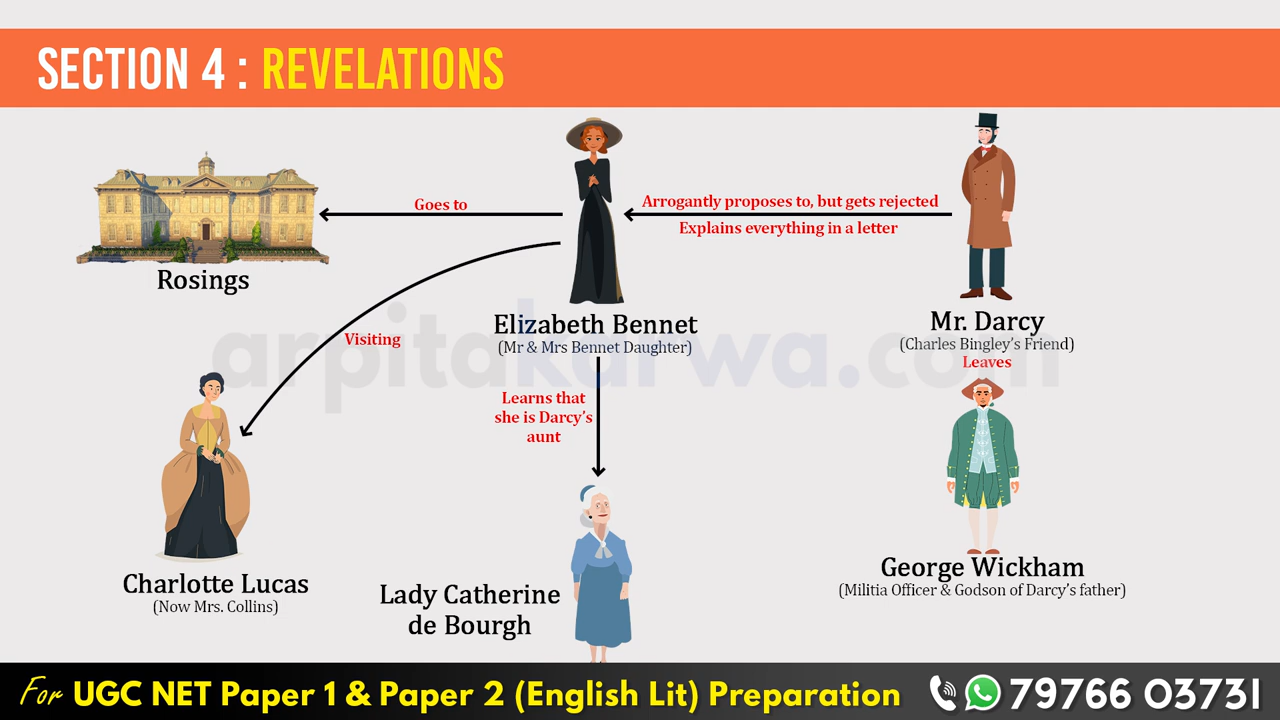 SECTION 4 : REVELATIONS
Goes to
Arrogantly proposes to, but gets rejected
Explains everything in a letter
Rosings
Elizabeth Bennet
(Mr & Mrs Bennet Daughter)
Mr. Darcy
(Charles Bingley's Friend)
Leaves
Visiting
arpitakarwa.com
Learns that
she is Darcy's
aunt
Charlotte Lucas
(Now Mrs. Collins)
Lady Catherine
de Bourgh
George Wickham
(Militia Officer & Godson of Darcy's father)
For UGC NET Paper 1 & Paper 2 (English Lit) Preparation
79766 03731